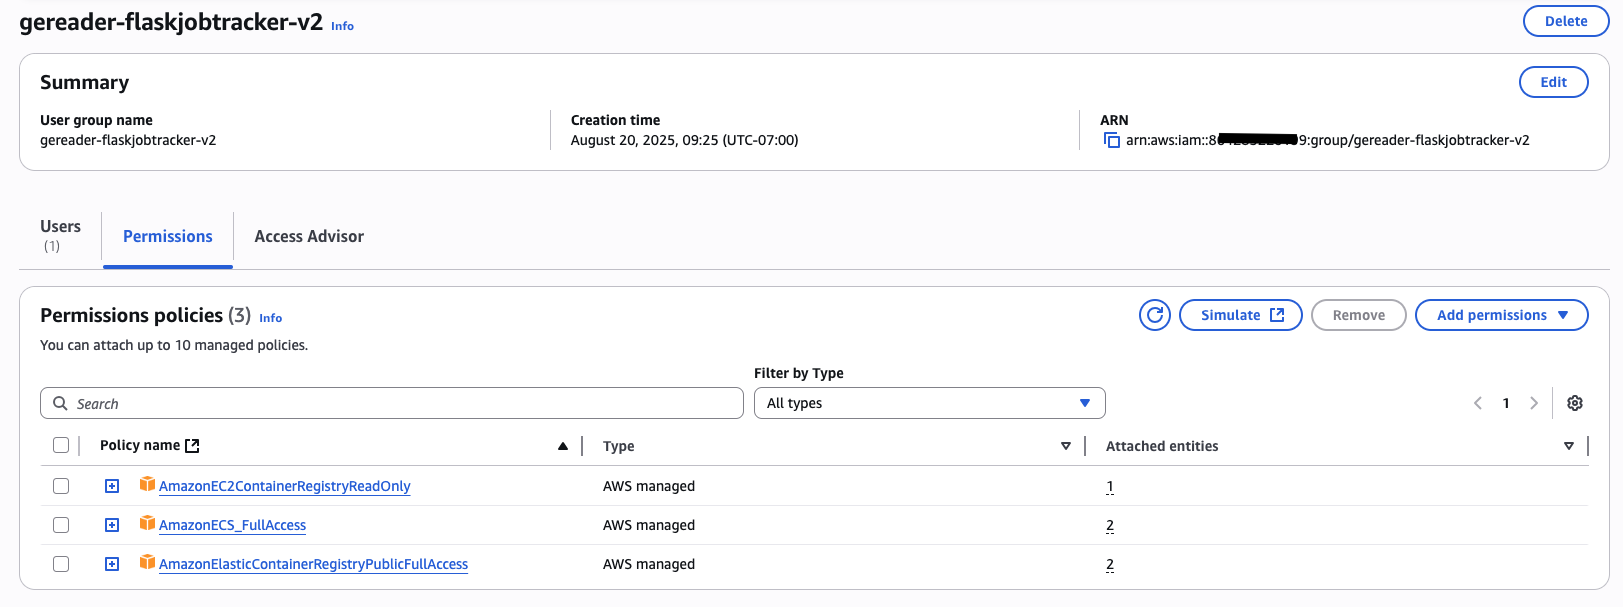 gereader-flaskjobtracker-v2 Info
Delete
Summary
Edit
User group name
gereader-flaskjobtracker-v2
Creation time
August 20, 2025, 09:25 (UTC-07:00)
ARN
arn:aws:iam::8 9:group/gereader-flaskjobtracker-v2
Users
(1)
Permissions
Access Advisor
Permissions policies (3) Info
You can attach up to 10 managed policies.
Simulate
Remove
Add permissions
Search
Filter by Type
All types
1
Policy name Type Attached entities
AmazonEC2ContainerRegistryReadOnly AWS managed 1
AmazonECS_FullAccess AWS managed 2
AmazonElasticContainerRegistryPublicFullAccess AWS managed 2